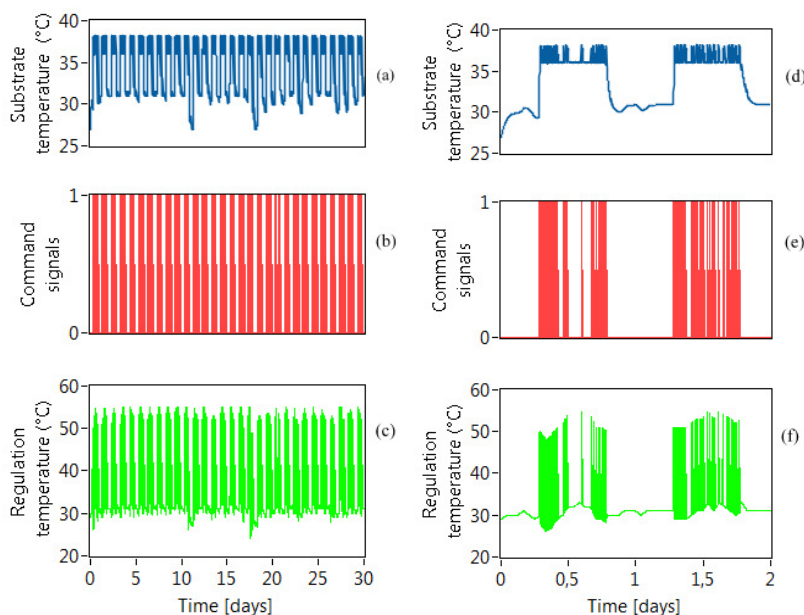 40
35
30
25
Substrate
temperature (°C)
(a)
1
0
Command
signals
(b)
60
50
40
30
20
Regulation
temperature (°C)
(c)
0 5 10 15 20 25 30
Time [days]
40
35
30
25
Substrate
temperature (°C)
(d)
1
0
Command
signals
(e)
60
50
40
30
20
Regulation
temperature (°C)
(f)
0 0,5 1 1,5 2
Time [days]